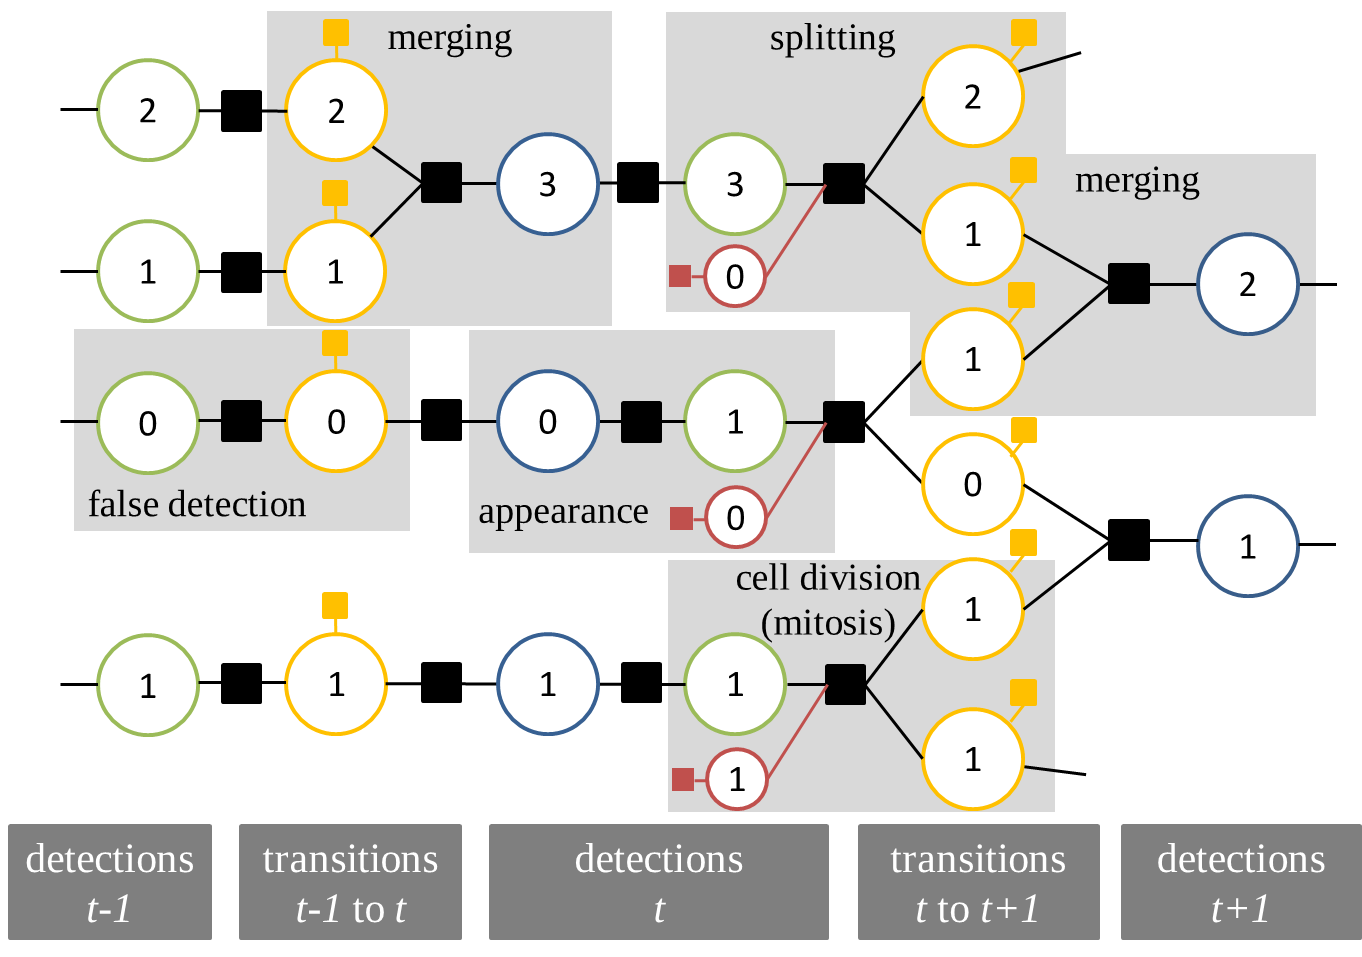 merging
splitting
2
2
2
3
3
1
merging
1
1
0
2
1
0
0
0
1
0
false detection
appearance
0
1
cell division
(mitosis)
1
1
1
1
1
1
1
detections
t-1
transitions
t-1 to t
detections
t
transitions
t to t+1
detections
t+1